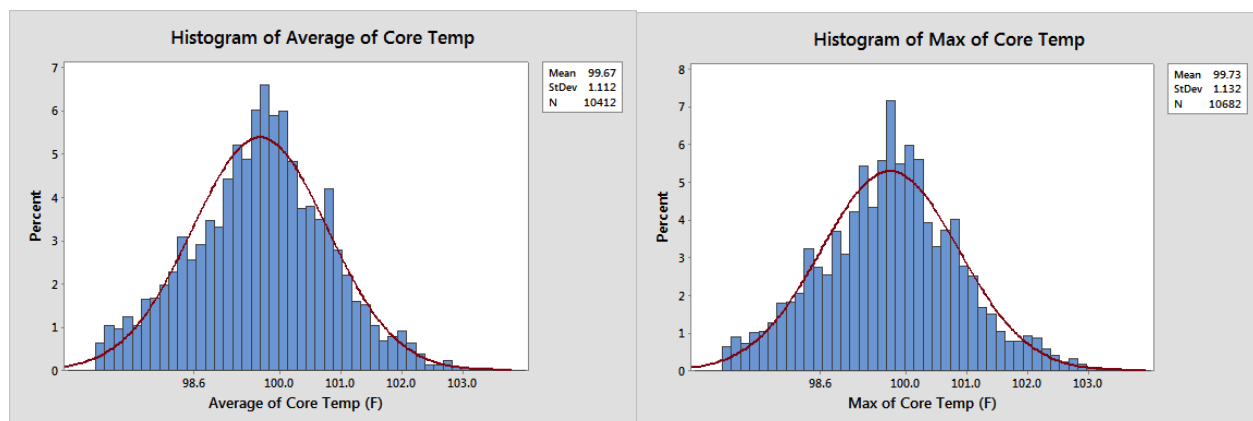 Histogram of Average of Core Temp
Mean 99.67
StDev 1.112
N 10412
7
6
5
4
3
2
1
0
Percent
98.6 100.0 101.0 102.0 103.0
Average of Core Temp (F)
Histogram of Max of Core Temp
Mean 99.73
StDev 1.132
N 10682
8
7
6
5
4
3
2
1
0
Percent
98.6 100.0 101.0 102.0 103.0
Max of Core Temp (F)